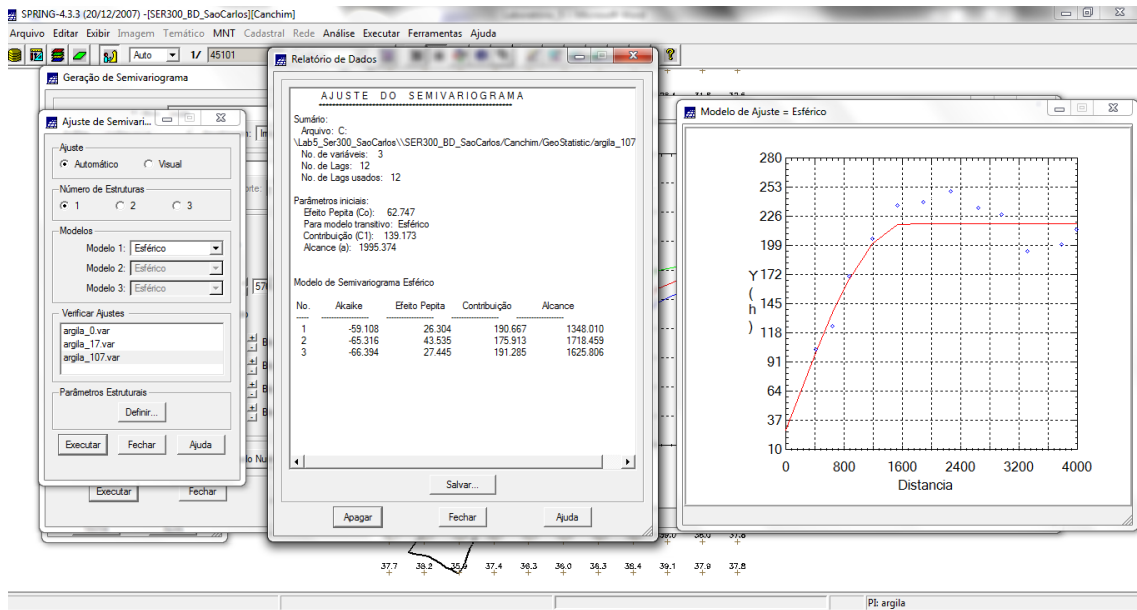 SPRING-4.3.3 (20/12/2007) -[SER300_BD_SaoCarlos][Canchim]
Arquivo Editar Exibir Imagem Temático MNT Cadastral Rede Análise Executar Ferramentas Ajuda
Auto 1/ 45101
Geração de Semivariograma
Ajuste de Semivari...
Ajuste
Automático Visual
Número de Estruturas
1 2 3
Modelos
Modelo 1: Esférico
Modelo 2: Esférico
Modelo 3: Esférico
Verificar Ajustes
argila_0.var
argila_17.var
argila_107.var
Parâmetros Estruturais
Definir...
Executar Fechar Ajuda
Executar Fechar
Relatório de Dados
AJUSTE DO SEMIVARIOGRAMA
Sumário:
Arquivo: C:
\Lab5_Ser300_SaoCarlos\\SER300_BD_SaoCarlos/Canchim/GeoStatistic/argila_107
No. de variáveis: 3
No. de Lags: 12
No. de Lags usados: 12
Parâmetros iniciais:
Efeito Pepita (Co): 62.747
Para modelo transitivo: Esférico
Contribuição (C1): 139.173
Alcance (a): 1995.374
Modelo de Semivariograma Esférico
No. Akaike Efeito Pepita Contribuição Alcance
1 -59.108 26.304 190.667 1348.010
2 -65.316 43.535 175.913 1718.459
3 -66.394 27.445 191.285 1625.806
Salvar...
Apagar Fechar Ajuda
Modelo de Ajuste = Esférico
280
253
226
199
172
145
118
91
64
37
10
Y
(
h
)
0 800 1600 2400 3200 4000
Distancia
37.7 38.2 35.9 37.4 36.3 36.0 36.3 38.4 39.1 37.9 37.8
PI: argila